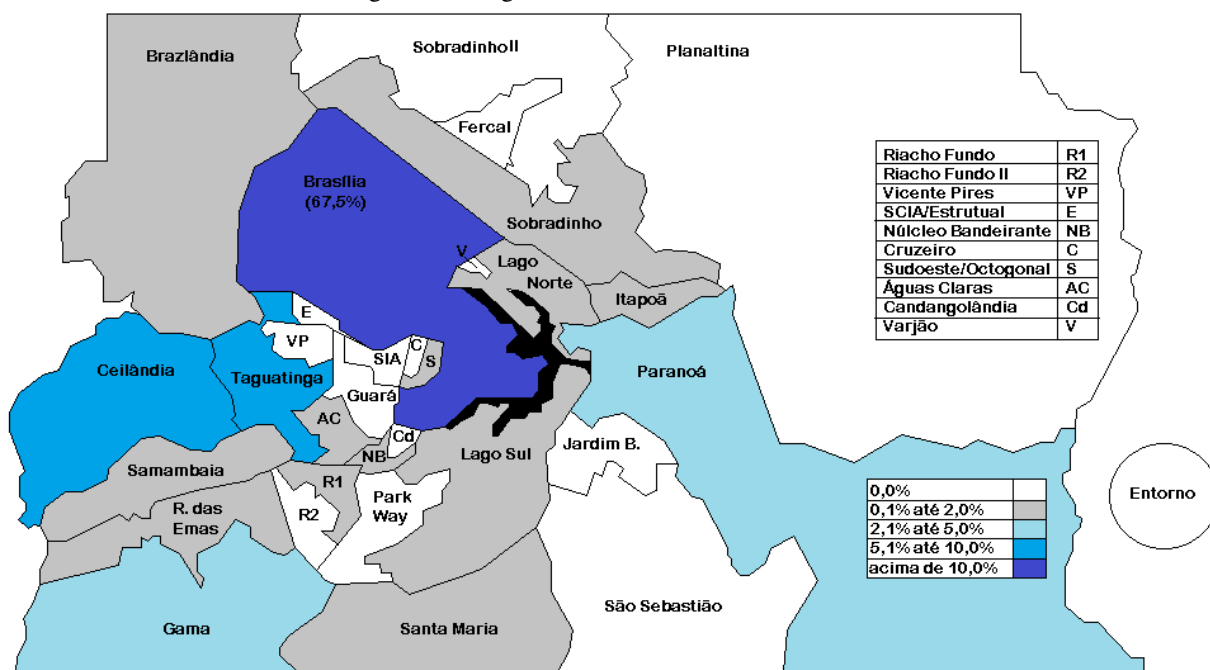 Brazlândia
Sobradinho II
Planaltina
Fercal
Riacho Fundo R1
Riacho Fundo II R2
Vicente Pires VP
SCIA/Estrutual E
Núlcleo Bandeirante NB
Cruzeiro C
Sudoeste/Octogonal S
Águas Claras AC
Candangolândia Cd
Varjão V
Brasília
(67,5%)
Sobradinho
V
Lago
Norte
Itapoã
E
VP
SIA
C
S
Ceilândia
Taguatinga
Paranoá
Guará
AC
Cd
Jardim B.
NB
Lago Sul
Samambaia
R1
Park
Way
R. das
Emas
R2
0,0%
0,1% até 2,0%
2,1% até 5,0%
5,1% até 10,0%
acima de 10,0%
Entorno
São Sebastião
Gama
Santa Maria